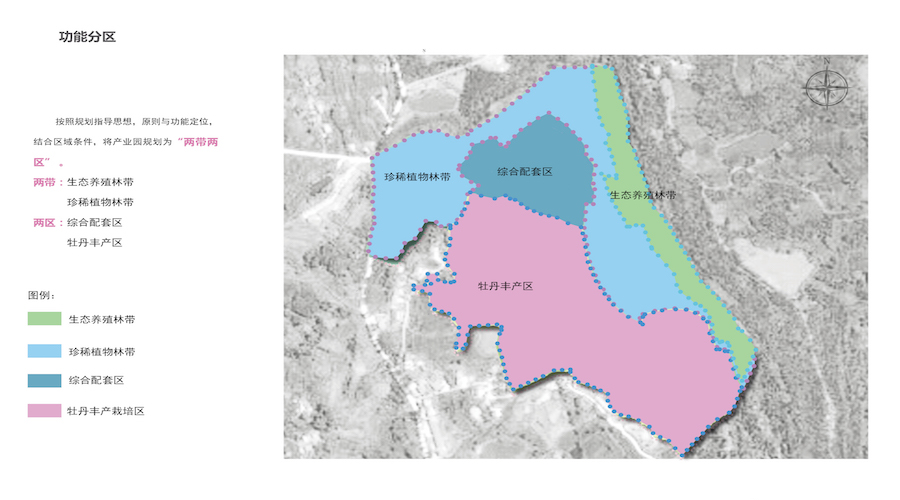 功能分区
按照规划指导思想，原则与功能定位，
结合区域条件，将产业园规划为“两带两
区”。
两带：生态养殖林带
珍稀植物林带
两区：综合配套区
牡丹丰产区
图例：
生态养殖林带
珍稀植物林带
综合配套区
牡丹丰产栽培区
珍稀植物林带
综合配套区
生态养殖林带
牡丹丰产区